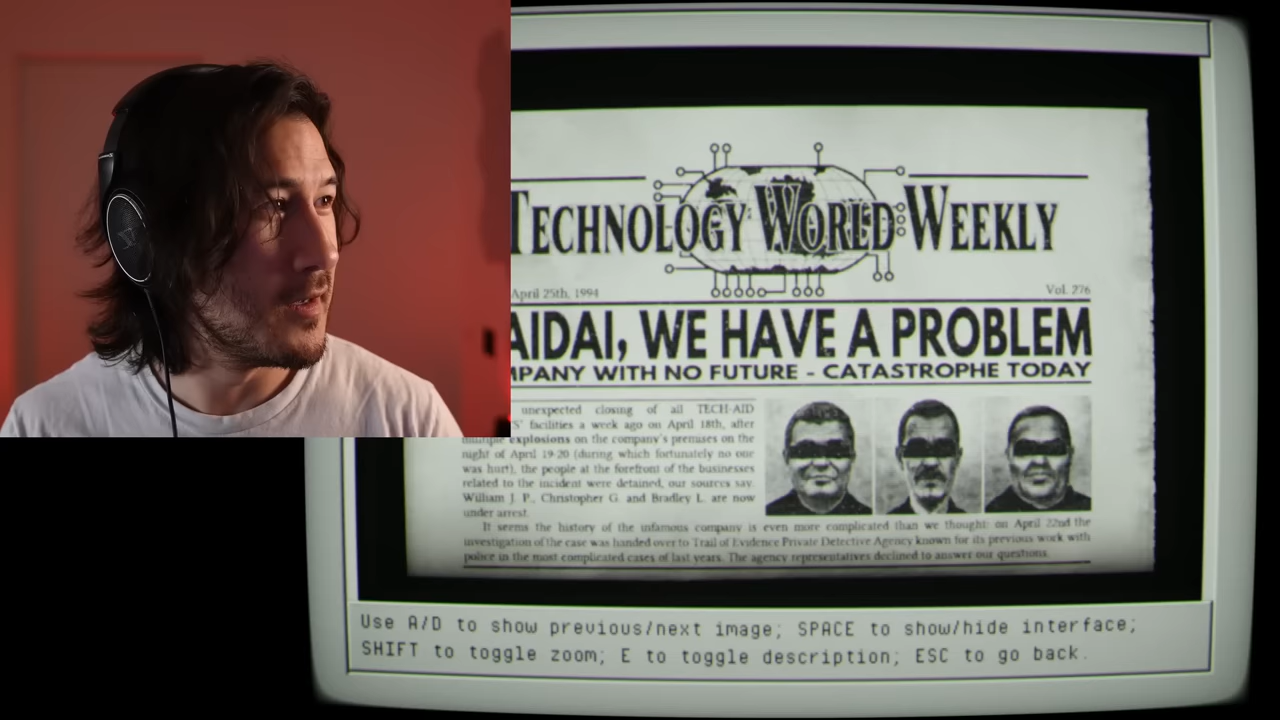 TECHNOLOGY WORLD WEEKLY
April 25th, 1994 Vol. 276
AIDAI, WE HAVE A PROBLEM
MPANY WITH NO FUTURE - CATASTROPHE TODAY
unexpected closing of all TECH-AID
S' facilities a week ago on April 18th, after
multiple explosions on the company's premises on the
night of April 19-20 (during which fortunately no one
was hurt), the people at the forefront of the businesses
related to the incident were detained, our sources say.
William J. P., Christopher G. and Bradley L. are now
under arrest.
It seems the history of the infamous company is even more complicated than we thought: on April 22nd the
investigation of the case was handed over to Trail of Evidence Private Detective Agency known for its previous work with
police in the most complicated cases of last years. The agency representatives declined to answer our questions.
Use A/D to show previous/next image; SPACE to show/hide interface;
SHIFT to toggle zoom; E to toggle description; ESC to go back.